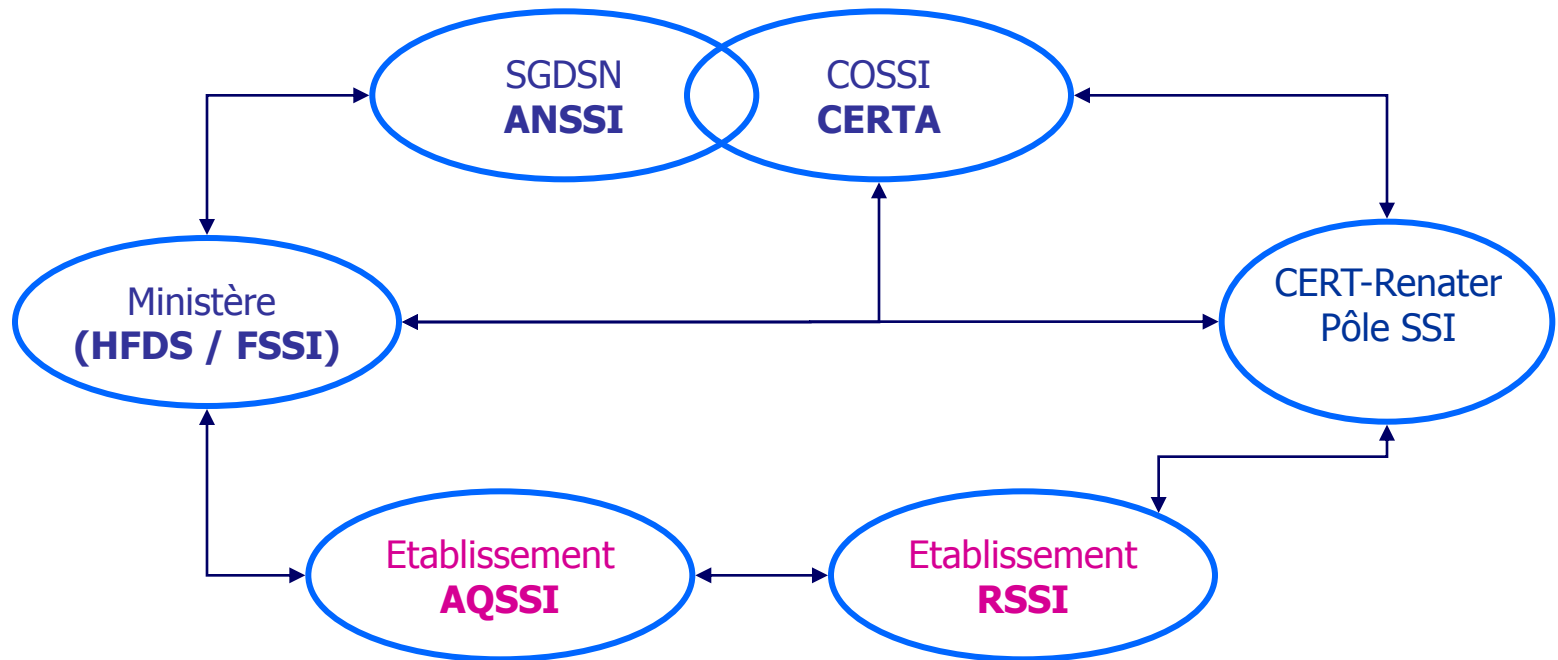 SGDSN
ANSSI
COSSI
CERTA
Ministère
(HFDS / FSSI)
CERT-Renater
Pôle SSI
Etablissement
AQSSI
Etablissement
RSSI